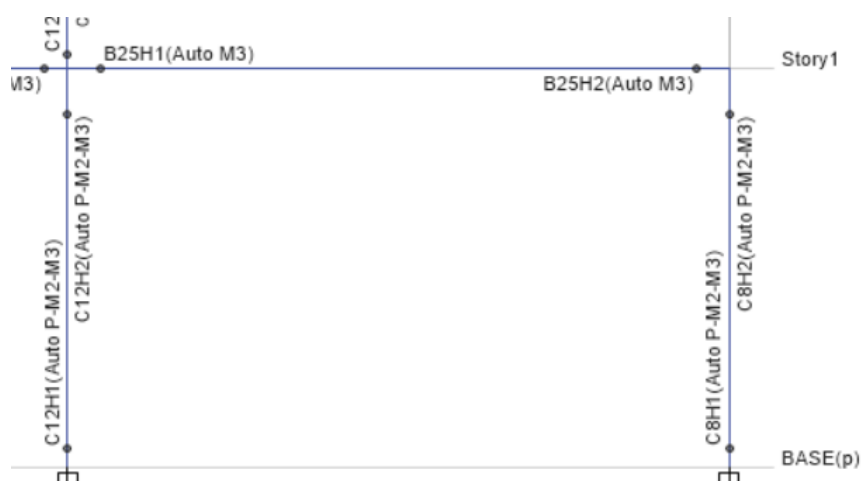 C12
C
B25H1(Auto M3)
Story1
M3)
B25H2(Auto M3)
C12H2(Auto P-M2-M3)
C8H2(Auto P-M2-M3)
C12H1(Auto P-M2-M3)
C8H1(Auto P-M2-M3)
BASE(p)